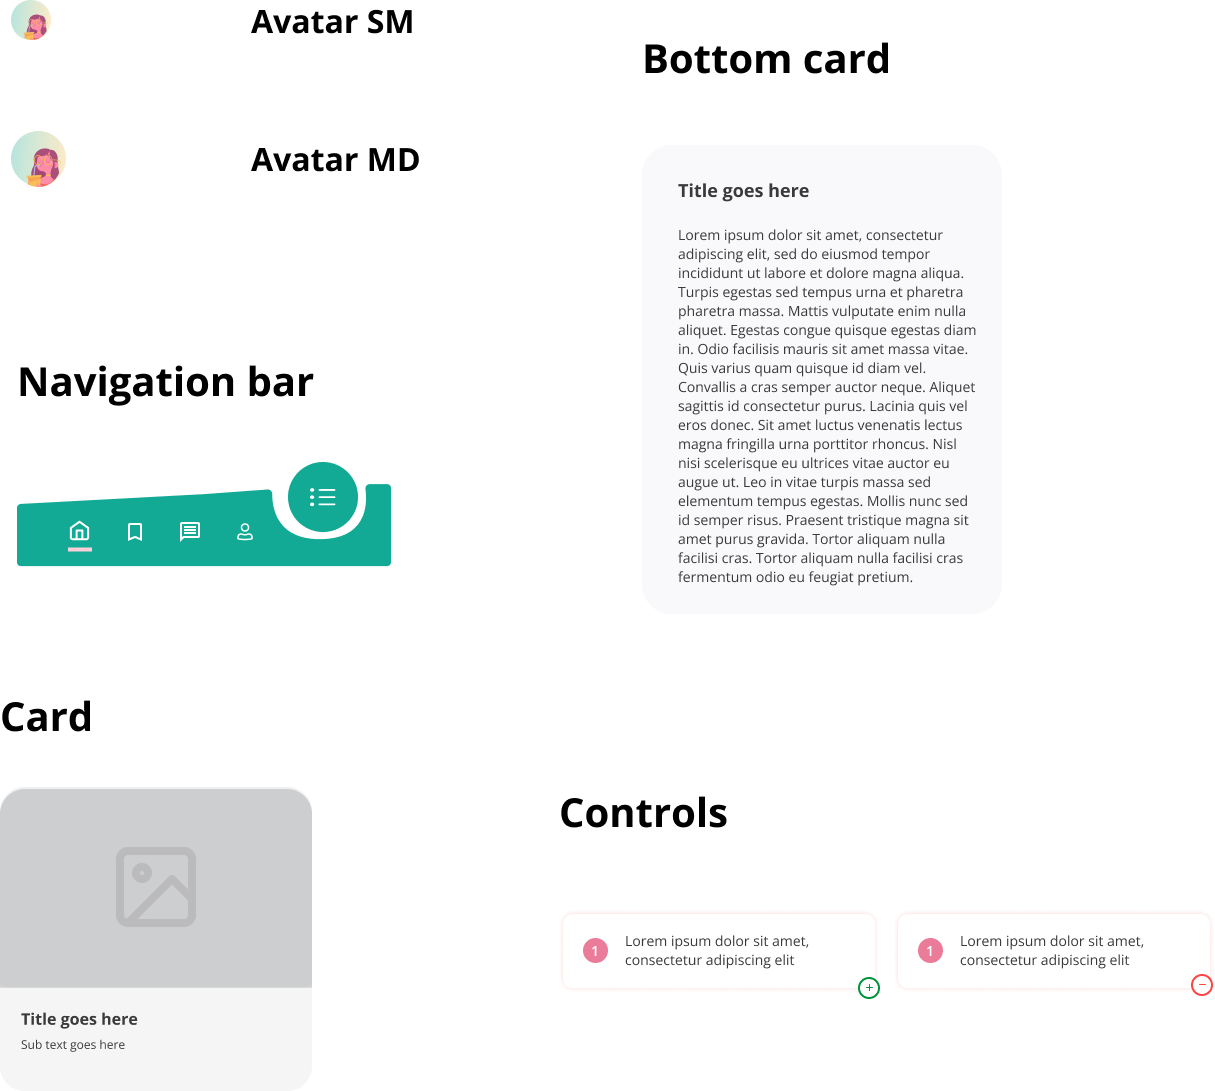 Avatar SM
Avatar MD
Bottom card
Title goes here
Lorem ipsum dolor sit amet, consectetur
adipiscing elit, sed do eiusmod tempor
incididunt ut labore et dolore magna aliqua.
Turpis egestas sed tempus urna et pharetra
pharetra massa. Mattis vulputate enim nulla
aliquet. Egestas congue quisque egestas diam
in. Odio facilisis mauris sit amet massa vitae.
Quis varius quam quisque id diam vel.
Convallis a cras semper auctor neque. Aliquet
sagittis id consectetur purus. Lacinia quis vel
eros donec. Sit amet luctus venenatis lectus
magna fringilla urna porttitor rhoncus. Nisl
nisi scelerisque eu ultrices vitae auctor eu
augue ut. Leo in vitae turpis massa sed
elementum tempus egestas. Mollis nunc sed
id semper risus. Praesent tristique magna sit
amet purus gravida. Tortor aliquam nulla
facilisi cras. Tortor aliquam nulla facilisi cras
fermentum odio eu feugiat pretium.
Navigation bar
Card
Title goes here
Sub text goes here
Controls
1
Lorem ipsum dolor sit amet,
consectetur adipiscing elit
+
1
Lorem ipsum dolor sit amet,
consectetur adipiscing elit
−